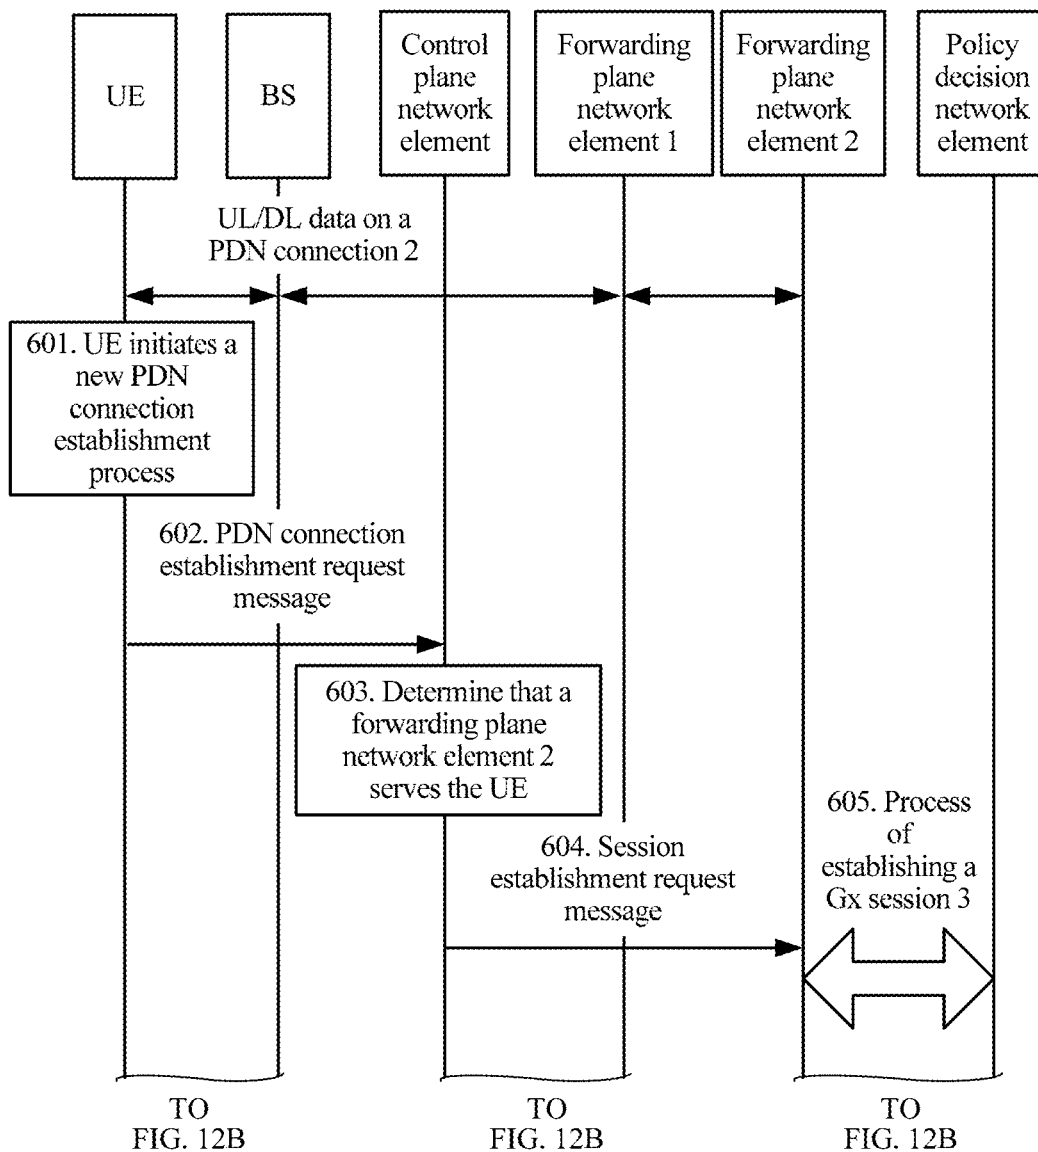 UE
BS
Control
plane
network
element
Forwarding
plane
network
element 1
Forwarding
plane
network
element 2
Policy
decision
network
element
UL/DL data on a
PDN connection 2
601. UE initiates a
new PDN
connection
establishment
process
602. PDN connection
establishment request
message
603. Determine that a
forwarding plane
network element 2
serves the UE
604. Session
establishment request
message
605. Process
of
establishing a
Gx session 3
TO
FIG. 12B
TO
FIG. 12B
TO
FIG. 12B